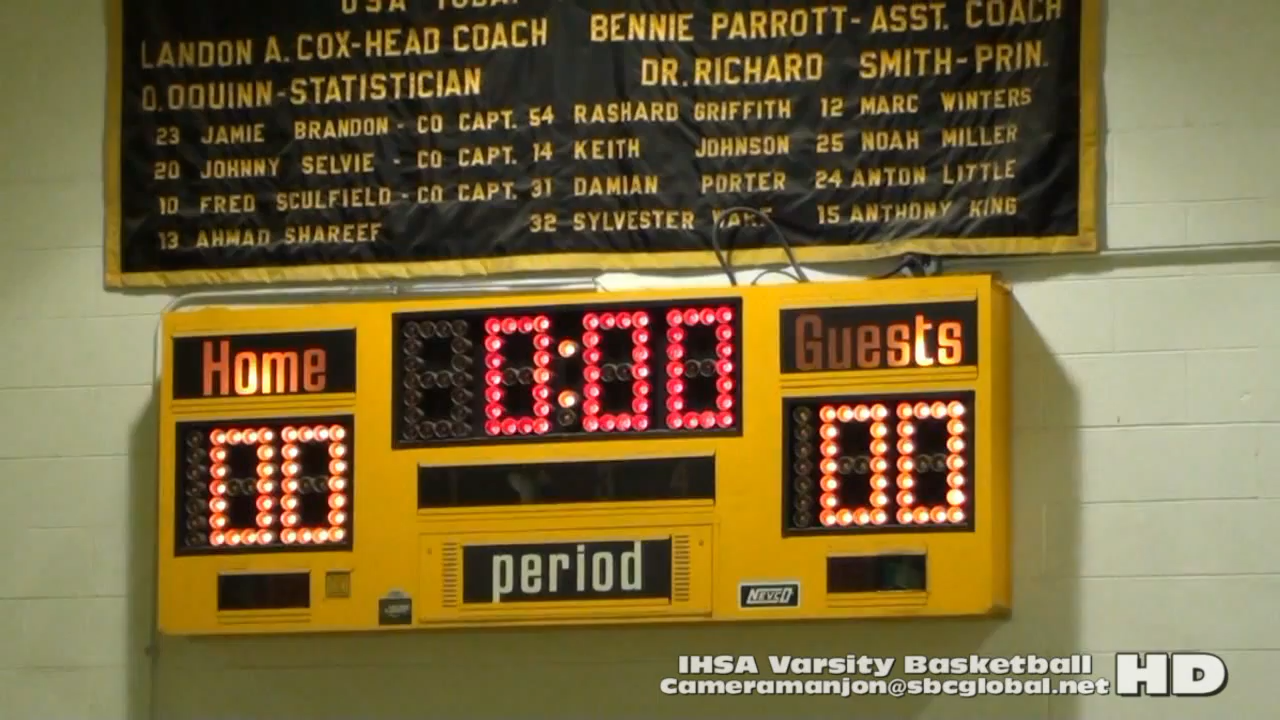 USA TODAY
LANDON A. COX-HEAD COACH BENNIE PARROTT-ASST. COACH
O. OQUINN-STATISTICIAN DR. RICHARD SMITH-PRIN.
23 JAMIE BRANDON - CO CAPT. 54 RASHARD GRIFFITH 12 MARC WINTERS
20 JOHNNY SELVIE - CO CAPT. 14 KEITH JOHNSON 25 NOAH MILLER
10 FRED SCULFIELD - CO CAPT. 31 DAMIAN PORTER 24 ANTON LITTLE
13 AHMAD SHAREEF 32 SYLVESTER 15 ANTHONY KING
Home 0:00 Guests
00 00
period
NEVCO
IHSA Varsity Basketball HD
Cameramanjon@sbcglobal.net